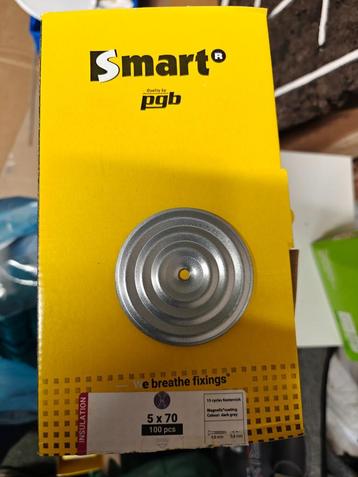 Smart®
Quality by
pgb
we breathe fixings®
INSULATION
5 x 70
100 pcs
15 cycles Kesternich
Magnafix®coating
Colour: dark grey